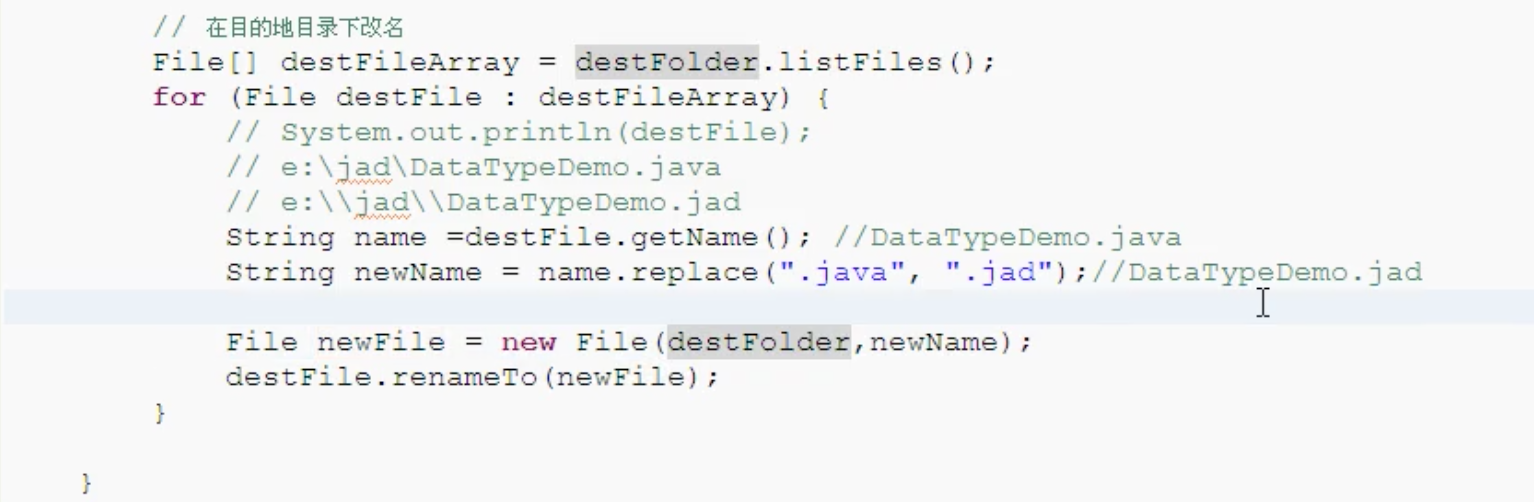 // 在目的地目录下改名
File[] destFileArray = destFolder.listFiles();
for (File destFile : destFileArray) {
// System.out.println(destFile);
// e:\jad\DataTypeDemo.java
// e:\\jad\\DataTypeDemo.jad
String name =destFile.getName(); //DataTypeDemo.java
String newName = name.replace(".java", ".jad");//DataTypeDemo.jad
File newFile = new File(destFolder,newName);
destFile.renameTo(newFile);
}
}